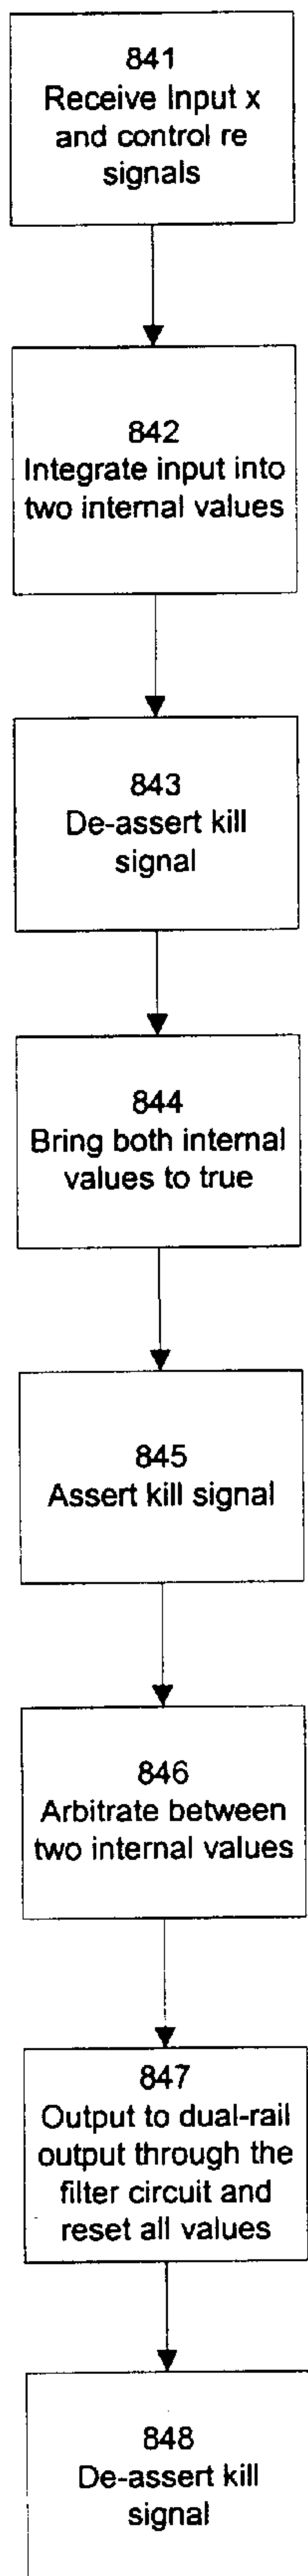 841
Receive Input x
and control re
signals
842
Integrate input into
two internal values
843
De-assert kill
signal
844
Bring both internal
values to true
845
Assert kill signal
846
Arbitrate between
two internal values
847
Output to dual-rail
output through the
filter circuit and
reset all values
848
De-assert kill
signal